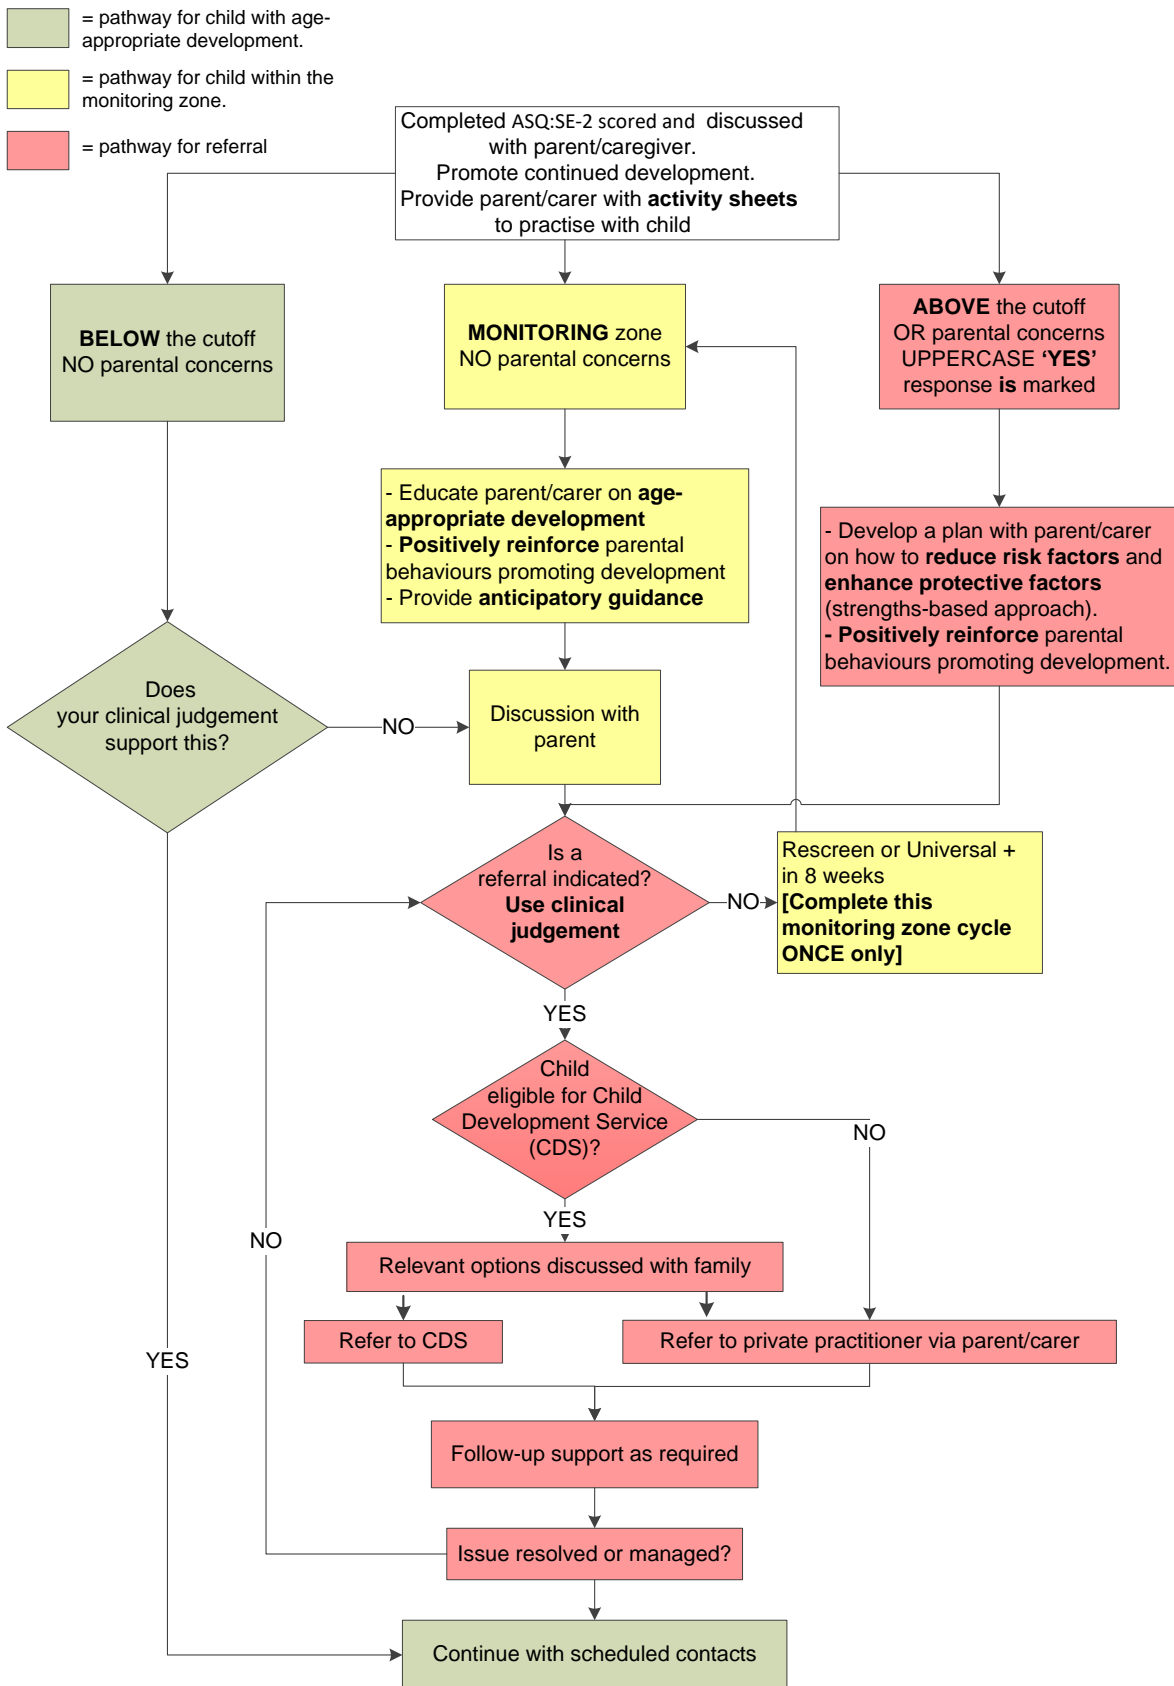 = pathway for child with age-
appropriate development.
= pathway for child within the
monitoring zone.
= pathway for referral
Completed ASQ:SE-2 scored and discussed
with parent/caregiver.
Promote continued development.
Provide parent/carer with activity sheets
to practise with child
BELOW the cutoff
NO parental concerns
MONITORING zone
NO parental concerns
ABOVE the cutoff
OR parental concerns
UPPERCASE ‘YES’
response is marked
- Educate parent/carer on age-
appropriate development
- Positively reinforce parental
behaviours promoting development
- Provide anticipatory guidance
- Develop a plan with parent/carer
on how to reduce risk factors and
enhance protective factors
(strengths-based approach).
- Positively reinforce parental
behaviours promoting development.
Does
your clinical judgement
support this?
NO
Discussion with
parent
Is a
referral indicated?
Use clinical
judgement
NO
Rescreen or Universal +
in 8 weeks
[Complete this
monitoring zone cycle
ONCE only]
YES
Child
eligible for Child
Development Service
(CDS)?
NO
YES
NO
Relevant options discussed with family
Refer to CDS
Refer to private practitioner via parent/carer
YES
Follow-up support as required
Issue resolved or managed?
Continue with scheduled contacts